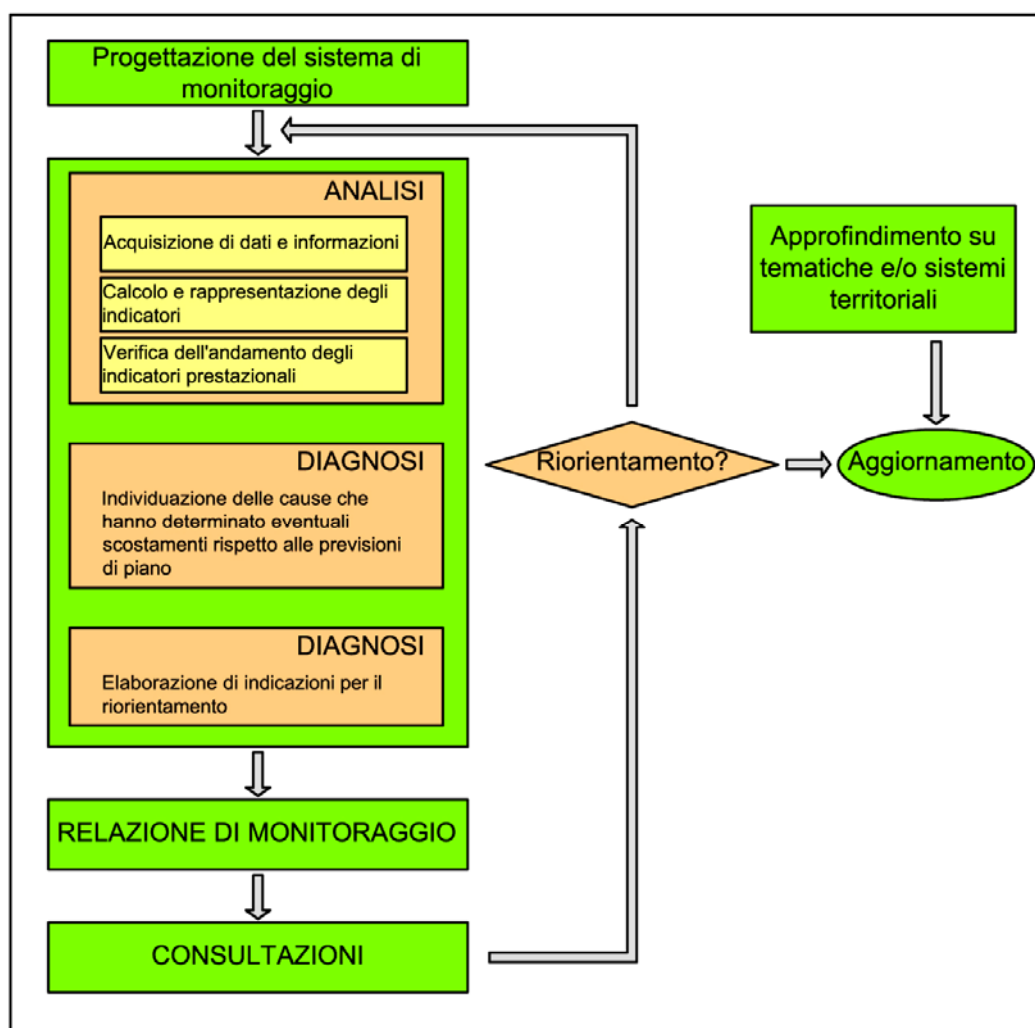 Progettazione del sistema di
monitoraggio
ANALISI
Acquisizione di dati e informazioni
Calcolo e rappresentazione degli
indicatori
Verifica dell'andamento degli
indicatori prestazionali
DIAGNOSI
Individuazione delle cause che
hanno determinato eventuali
scostamenti rispetto alle previsioni
di piano
DIAGNOSI
Elaborazione di indicazioni per il
riorientamento
RELAZIONE DI MONITORAGGIO
CONSULTAZIONI
Riorientamento?
Approfindimento su
tematiche e/o sistemi
territoriali
Aggiornamento